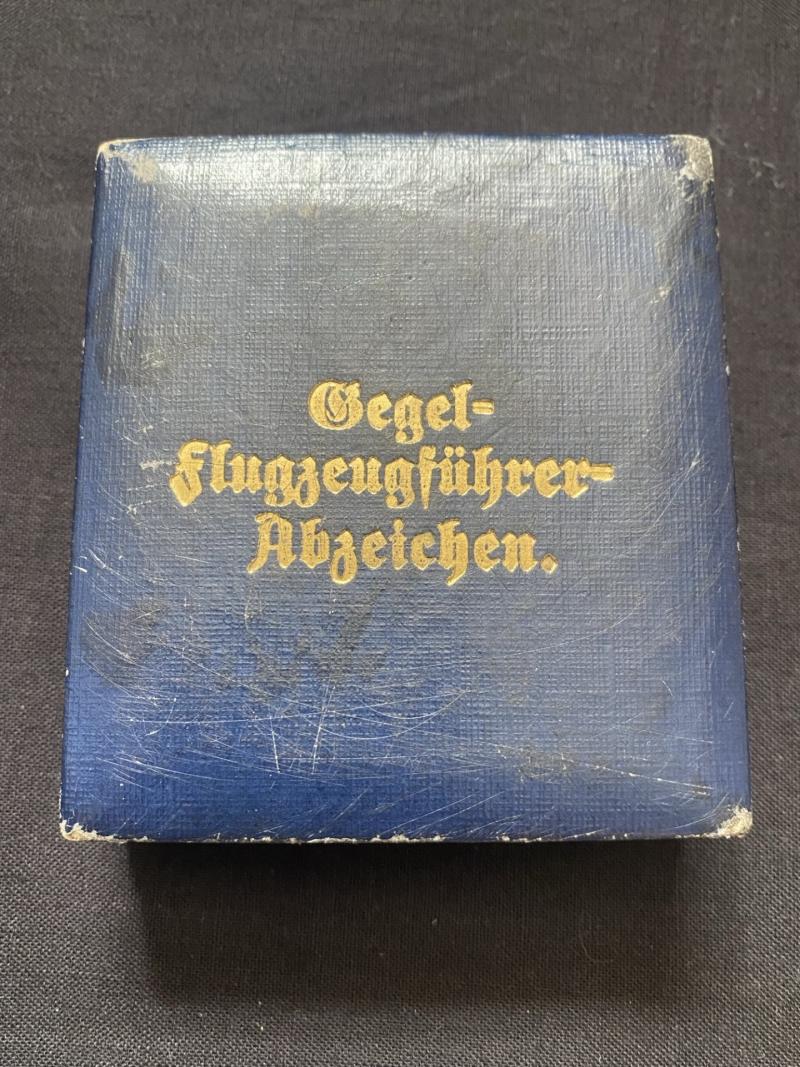 Segel-
Flugzeugführer-
Abzeichen.